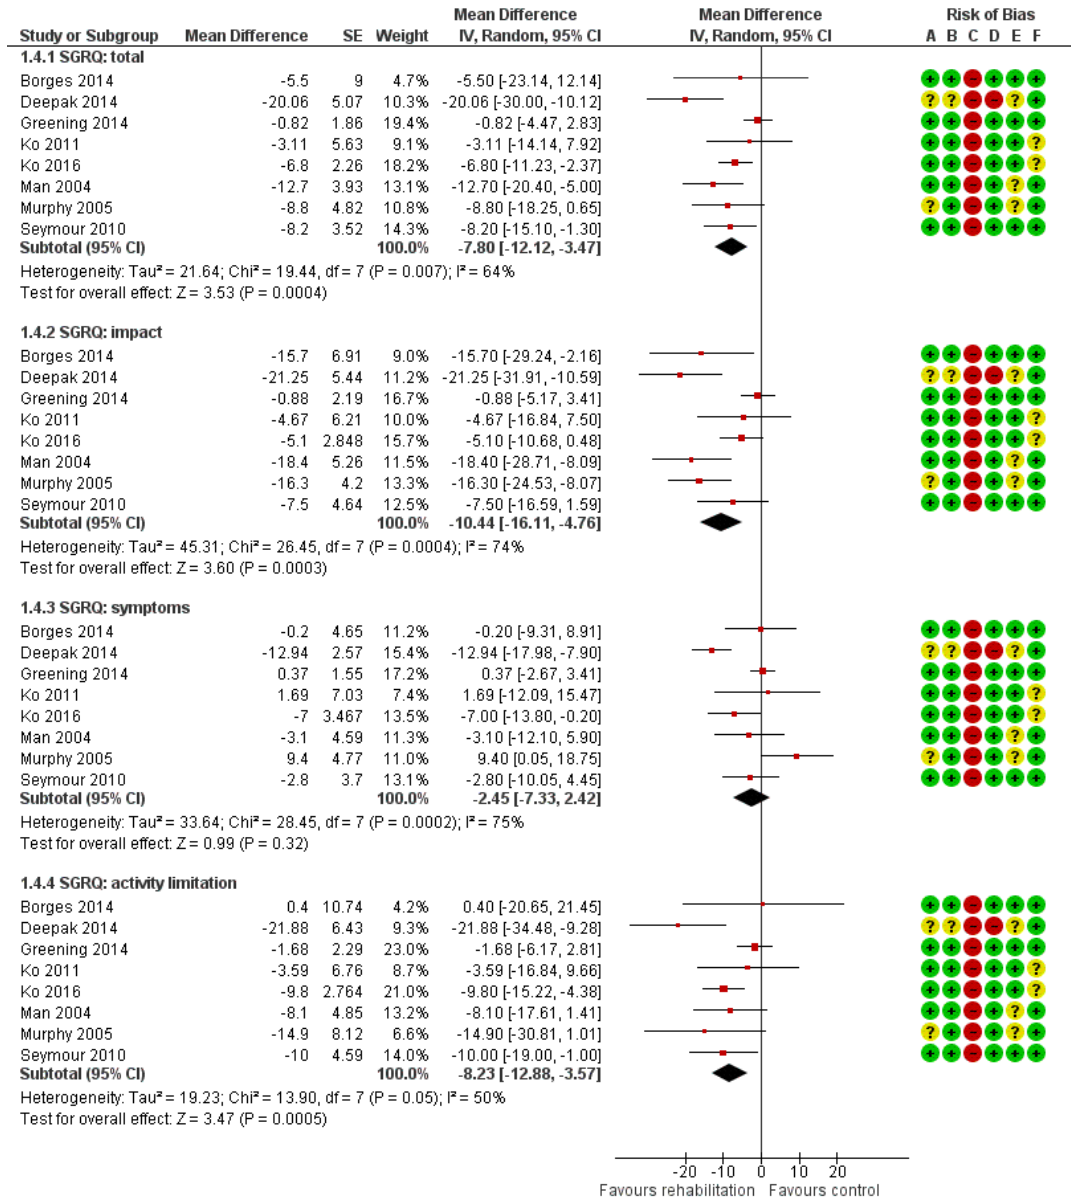 Mean Difference Mean Difference Risk of Bias
Study or Subgroup Mean Difference SE Weight IV, Random, 95% CI IV, Random, 95% CI A B C D E F
1.4.1 SGRQ: total
Borges 2014 -5.5 9 4.7% -5.50 [-23.14, 12.14] + + - + + +
Deepak 2014 -20.06 5.07 10.3% -20.06 [-30.00, -10.12] ? ? - - ? +
Greening 2014 -0.82 1.86 19.4% -0.82 [-4.47, 2.83] + + - + + +
Ko 2011 -3.11 5.63 9.1% -3.11 [-14.14, 7.92] + + - + + ?
Ko 2016 -6.8 2.26 18.2% -6.80 [-11.23, -2.37] + + - + + ?
Man 2004 -12.7 3.93 13.1% -12.70 [-20.40, -5.00] + + - + ? +
Murphy 2005 -8.8 4.82 10.8% -8.80 [-18.25, 0.65] ? + - + ? +
Seymour 2010 -8.2 3.52 14.3% -8.20 [-15.10, -1.30] + + - + + +
Subtotal (95% CI) 100.0% -7.80 [-12.12, -3.47]
Heterogeneity: Tau² = 21.64; Chi² = 19.44, df = 7 (P = 0.007); I² = 64%
Test for overall effect: Z = 3.53 (P = 0.0004)
1.4.2 SGRQ: impact
Borges 2014 -15.7 6.91 9.0% -15.70 [-29.24, -2.16] + + - + + +
Deepak 2014 -21.25 5.44 11.2% -21.25 [-31.91, -10.59] ? ? - - ? +
Greening 2014 -0.88 2.19 16.7% -0.88 [-5.17, 3.41] + + - + + +
Ko 2011 -4.67 6.21 10.0% -4.67 [-16.84, 7.50] + + - + + ?
Ko 2016 -5.1 2.848 15.7% -5.10 [-10.68, 0.48] + + - + + ?
Man 2004 -18.4 5.26 11.5% -18.40 [-28.71, -8.09] + + - + ? +
Murphy 2005 -16.3 4.2 13.3% -16.30 [-24.53, -8.07] ? + - + ? +
Seymour 2010 -7.5 4.64 12.5% -7.50 [-16.59, 1.59] + + - + + +
Subtotal (95% CI) 100.0% -10.44 [-16.11, -4.76]
Heterogeneity: Tau² = 45.31; Chi² = 26.45, df = 7 (P = 0.0004); I² = 74%
Test for overall effect: Z = 3.60 (P = 0.0003)
1.4.3 SGRQ: symptoms
Borges 2014 -0.2 4.65 11.2% -0.20 [-9.31, 8.91] + + - + + +
Deepak 2014 -12.94 2.57 15.4% -12.94 [-17.98, -7.90] ? ? - - ? +
Greening 2014 0.37 1.55 17.2% 0.37 [-2.67, 3.41] + + - + + +
Ko 2011 1.69 7.03 7.4% 1.69 [-12.09, 15.47] + + - + + ?
Ko 2016 -7 3.467 13.5% -7.00 [-13.80, -0.20] + + - + + ?
Man 2004 -3.1 4.59 11.3% -3.10 [-12.10, 5.90] + + - + ? +
Murphy 2005 9.4 4.77 11.0% 9.40 [0.05, 18.75] ? + - + ? +
Seymour 2010 -2.8 3.7 13.1% -2.80 [-10.05, 4.45] + + - + + +
Subtotal (95% CI) 100.0% -2.45 [-7.33, 2.42]
Heterogeneity: Tau² = 33.64; Chi² = 28.45, df = 7 (P = 0.0002); I² = 75%
Test for overall effect: Z = 0.99 (P = 0.32)
1.4.4 SGRQ: activity limitation
Borges 2014 0.4 10.74 4.2% 0.40 [-20.65, 21.45] + + - + + +
Deepak 2014 -21.88 6.43 9.3% -21.88 [-34.48, -9.28] ? ? - - ? +
Greening 2014 -1.68 2.29 23.0% -1.68 [-6.17, 2.81] + + - + + +
Ko 2011 -3.59 6.76 8.7% -3.59 [-16.84, 9.66] + + - + + ?
Ko 2016 -9.8 2.764 21.0% -9.80 [-15.22, -4.38] + + - + + ?
Man 2004 -8.1 4.85 13.2% -8.10 [-17.61, 1.41] + + - + ? +
Murphy 2005 -14.9 8.12 6.6% -14.90 [-30.81, 1.01] ? + - + ? +
Seymour 2010 -10 4.59 14.0% -10.00 [-19.00, -1.00] + + - + + +
Subtotal (95% CI) 100.0% -8.23 [-12.88, -3.57]
Heterogeneity: Tau² = 19.23; Chi² = 13.90, df = 7 (P = 0.05); I² = 50%
Test for overall effect: Z = 3.47 (P = 0.0005)
-20 -10 0 10 20
Favours rehabilitation Favours control